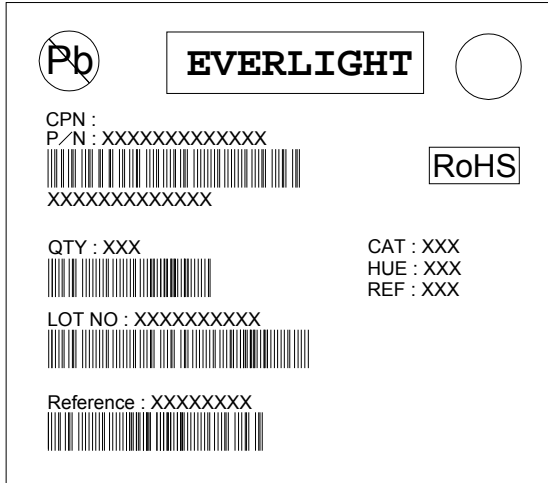 Pb
EVERLIGHT
CPN :
P/N : XXXXXXXXXXXXX
RoHS
XXXXXXXXXXXXX
QTY : XXX
CAT : XXX
HUE : XXX
REF : XXX
LOT NO : XXXXXXXXXX
Reference : XXXXXXXX